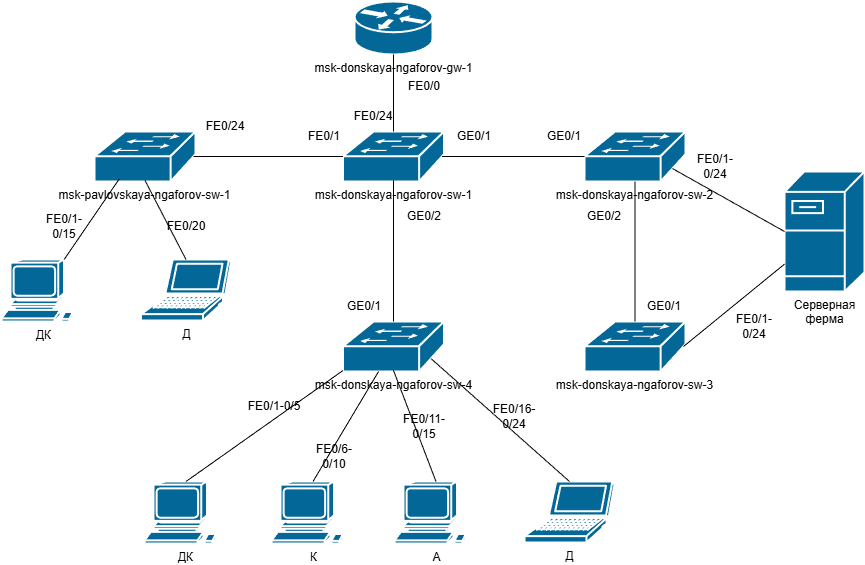 msk-donskaya-ngaforov-gw-1
FE0/0
FE0/24
FE0/24
FE0/1
GE0/1
GE0/1
FE0/1-
0/24
msk-pavlovskaya-ngaforov-sw-1
msk-donskaya-ngaforov-sw-1
msk-donskaya-ngaforov-sw-2
FE0/1-
0/15
FE0/20
GE0/2
GE0/2
GE0/1
GE0/1
Серверная
ферма
FE0/1-
0/24
ДК
Д
msk-donskaya-ngaforov-sw-4
msk-donskaya-ngaforov-sw-3
FE0/1-0/5
FE0/6-
0/10
FE0/11-
0/15
FE0/16-
0/24
ДК
К
А
Д